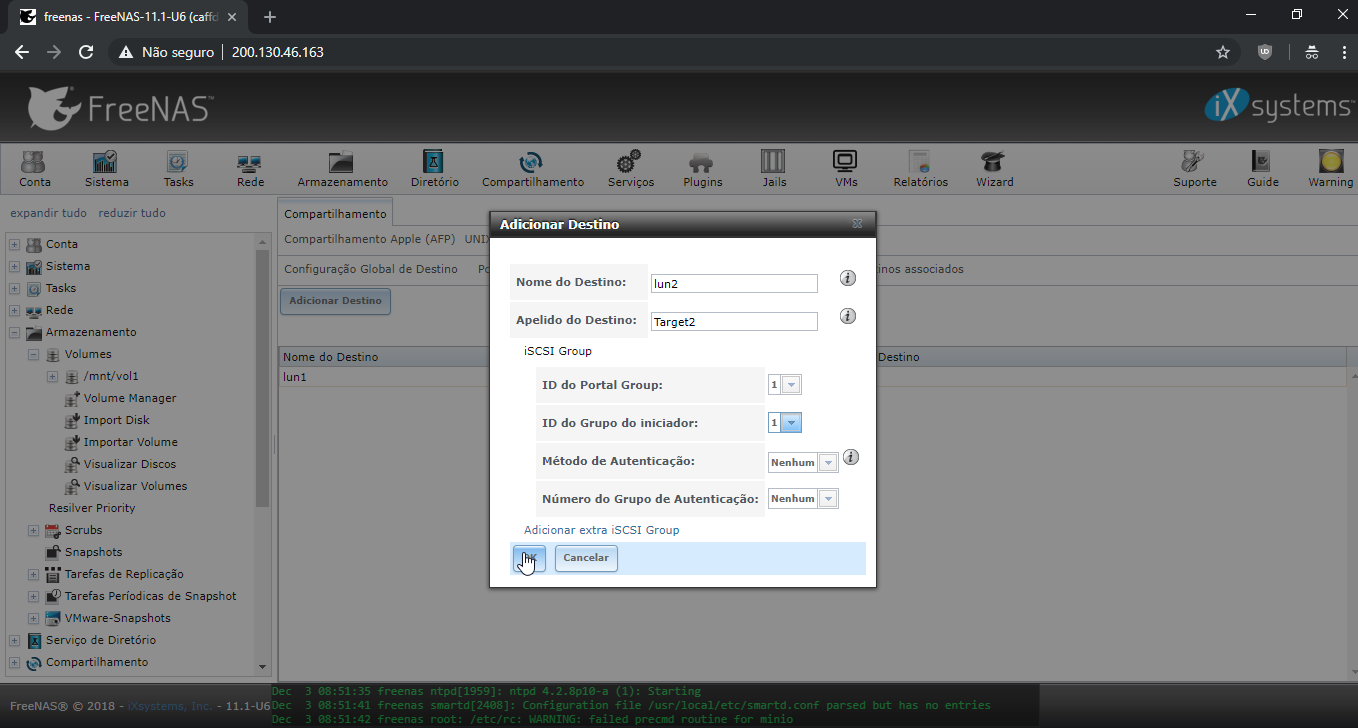 freenas - FreeNAS-11.1-U6 (caffd
Não seguro | 200.130.46.163
FreeNAS™
iXsystems™
Conta Sistema Tasks Rede Armazenamento Diretório Compartilhamento Serviços Plugins Jails VMs Relatórios Wizard Suporte Guide Warning
expandir tudo reduzir tudo
Conta
Sistema
Tasks
Rede
Armazenamento
Volumes
/mnt/vol1
Volume Manager
Import Disk
Importar Volume
Visualizar Discos
Visualizar Volumes
Resilver Priority
Scrubs
Snapshots
Tarefas de Replicação
Tarefas Períodicas de Snapshot
VMware-Snapshots
Serviço de Diretório
Compartilhamento
Compartilhamento
Compartilhamento Apple (AFP) UNIX
Configuração Global de Destino Po inos associados
Adicionar Destino
Nome do Destino Destino
lun1
Adicionar Destino
Nome do Destino: lun2
Apelido do Destino: Target2
iSCSI Group
ID do Portal Group: 1
ID do Grupo do iniciador: 1
Método de Autenticação: Nenhum
Número do Grupo de Autenticação: Nenhum
Adicionar extra iSCSI Group
Cancelar
FreeNAS® © 2018 - iXsystems, Inc. - 11.1-U6
Dec 3 08:51:35 freenas ntpd[1959]: ntpd 4.2.8p10-a (1): Starting
Dec 3 08:51:41 freenas smartd[2408]: Configuration file /usr/local/etc/smartd.conf parsed but has no entries
Dec 3 08:51:42 freenas root: /etc/rc: WARNING: failed precmd routine for minio